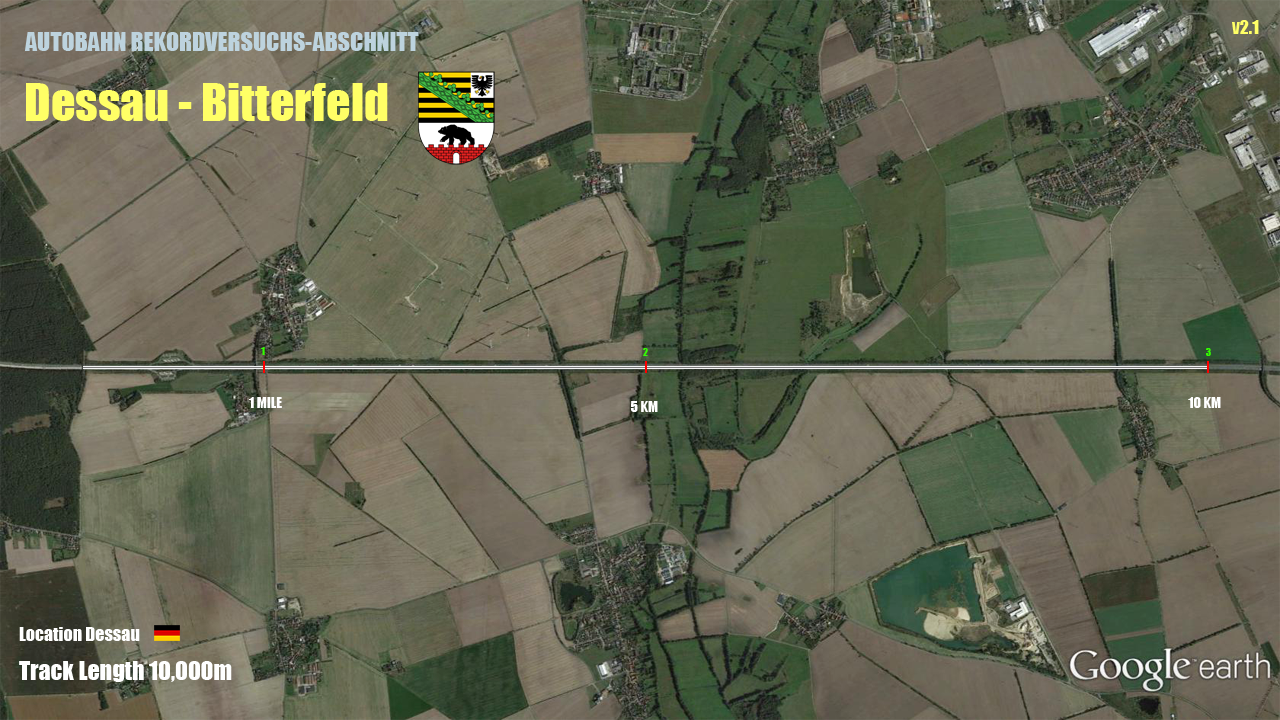 AUTOBAHN REKORDVERSUCHS-ABSCHNITT
v2.1
Dessau - Bitterfeld
1
2
3
1 MILE
5 KM
10 KM
Location Dessau
Track Length 10,000m
Google earth